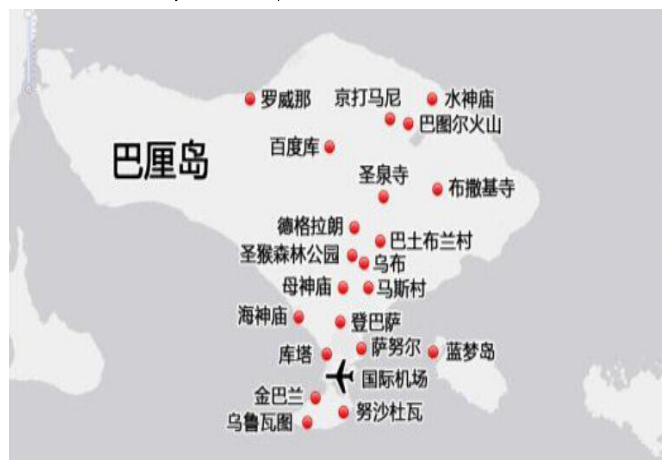 罗威那
京打马尼
水神庙
巴图尔火山
百度库
巴厘岛
圣泉寺
布撒基寺
德格拉朗
巴土布兰村
圣猴森林公园
乌布
母神庙
马斯村
海神庙
登巴萨
库塔
萨努尔
蓝梦岛
国际机场
金巴兰
努沙杜瓦
乌鲁瓦图